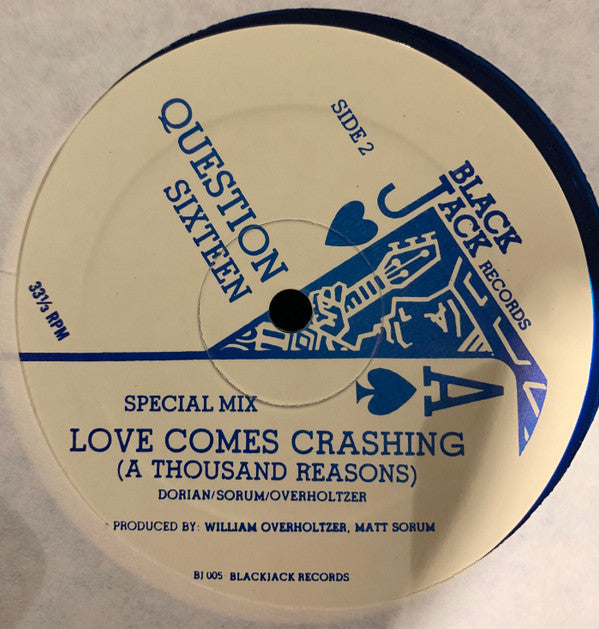 SIDE 2
QUESTION
SIXTEEN
BLACK
JACK
RECORDS
A
33⅓ RPM
SPECIAL MIX
LOVE COMES CRASHING
(A THOUSAND REASONS)
DORIAN/SORUM/OVERHOLTZER
PRODUCED BY: WILLIAM OVERHOLTZER, MATT SORUM
BJ 005 BLACKJACK RECORDS